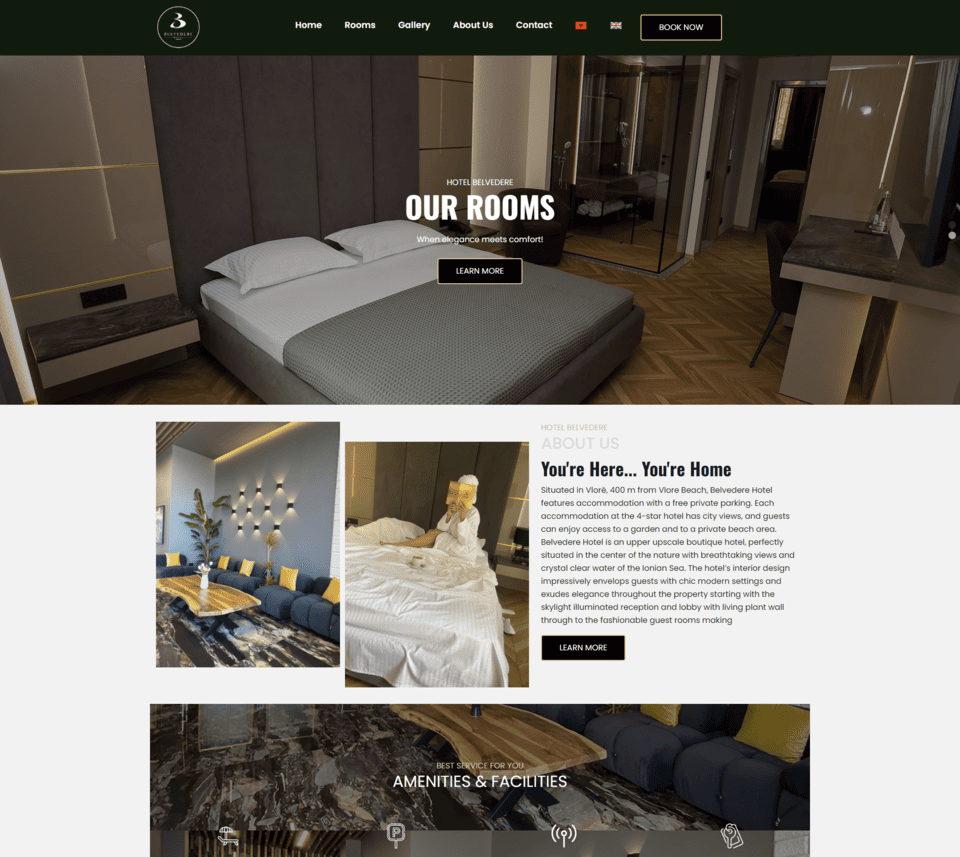 BELVEDERE
Home Rooms Gallery About Us Contact BOOK NOW
HOTEL BELVEDERE
OUR ROOMS
When elegance meets comfort!
LEARN MORE
HOTEL BELVEDERE
ABOUT US
You're Here... You're Home
Situated in Vlorë, 400 m from Vlore Beach, Belvedere Hotel
features accommodation with a free private parking. Each
accommodation at the 4-star hotel has city views, and guests
can enjoy access to a garden and to a private beach area.
Belvedere Hotel is an upper upscale boutique hotel, perfectly
situated in the center of the nature with breathtaking views and
crystal clear water of the Ionian Sea. The hotel's interior design
impressively envelops guests with chic modern settings and
exudes elegance throughout the property starting with the
skylight illuminated reception and lobby with living plant wall
through to the fashionable guest rooms making
LEARN MORE
BEST SERVICE FOR YOU
AMENITIES & FACILITIES
P